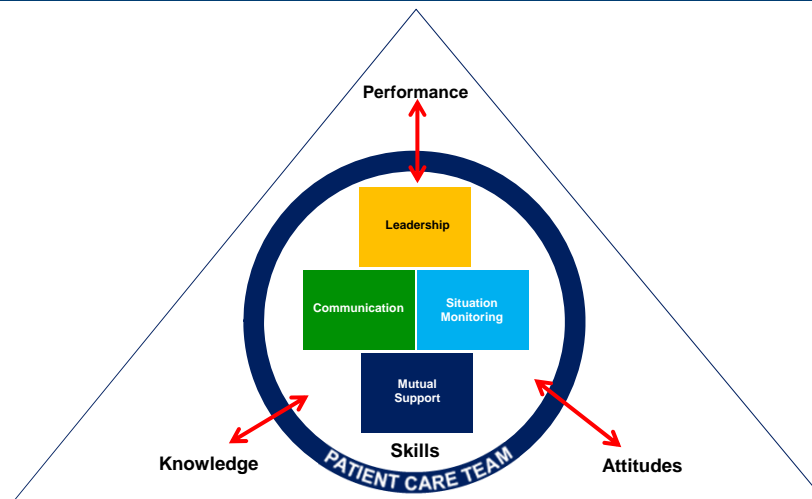 Performance
Leadership
Communication
Situation
Monitoring
Mutual
Support
Skills
Knowledge
Attitudes
PATIENT CARE TEAM